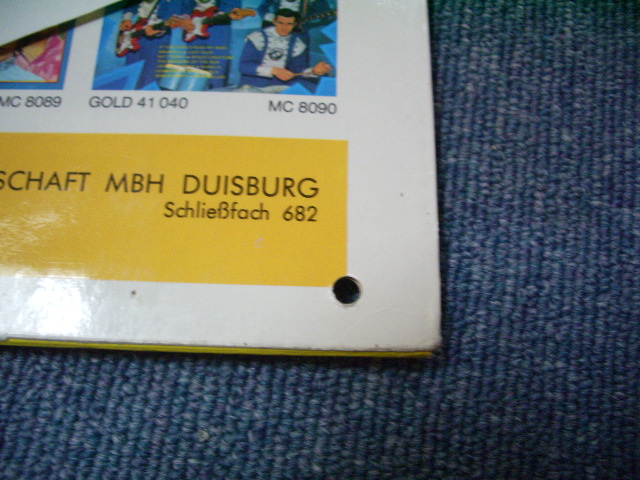 MC 8089
GOLD 41 040
MC 8090
SCHAFT MBH DUISBURG
Schließfach 682